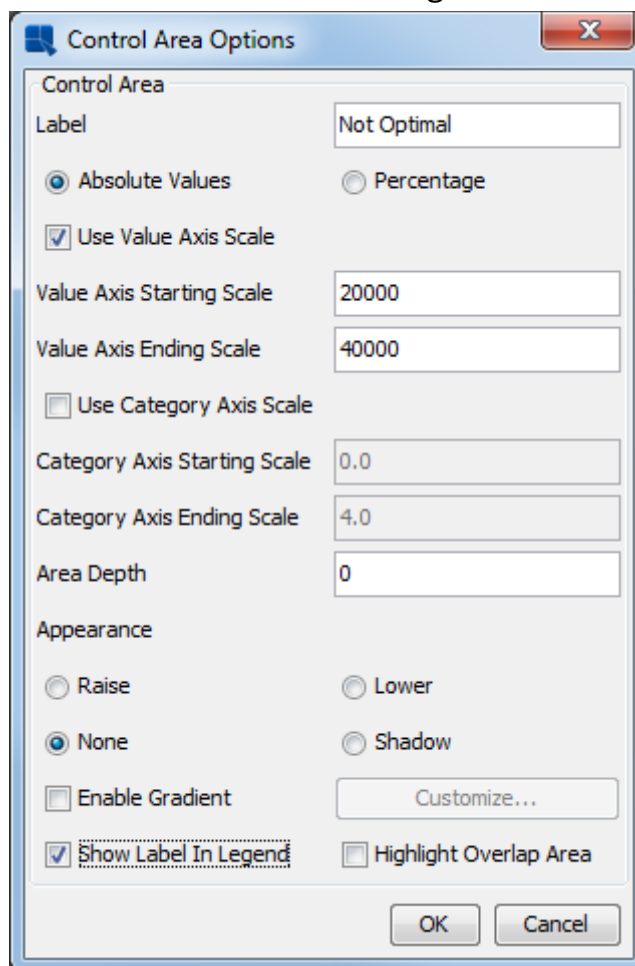 Control Area Options
Control Area
Label Not Optimal
Absolute Values Percentage
Use Value Axis Scale
Value Axis Starting Scale 20000
Value Axis Ending Scale 40000
Use Category Axis Scale
Category Axis Starting Scale 0.0
Category Axis Ending Scale 4.0
Area Depth 0
Appearance
Raise Lower
None Shadow
Enable Gradient Customize...
Show Label In Legend Highlight Overlap Area
OK Cancel